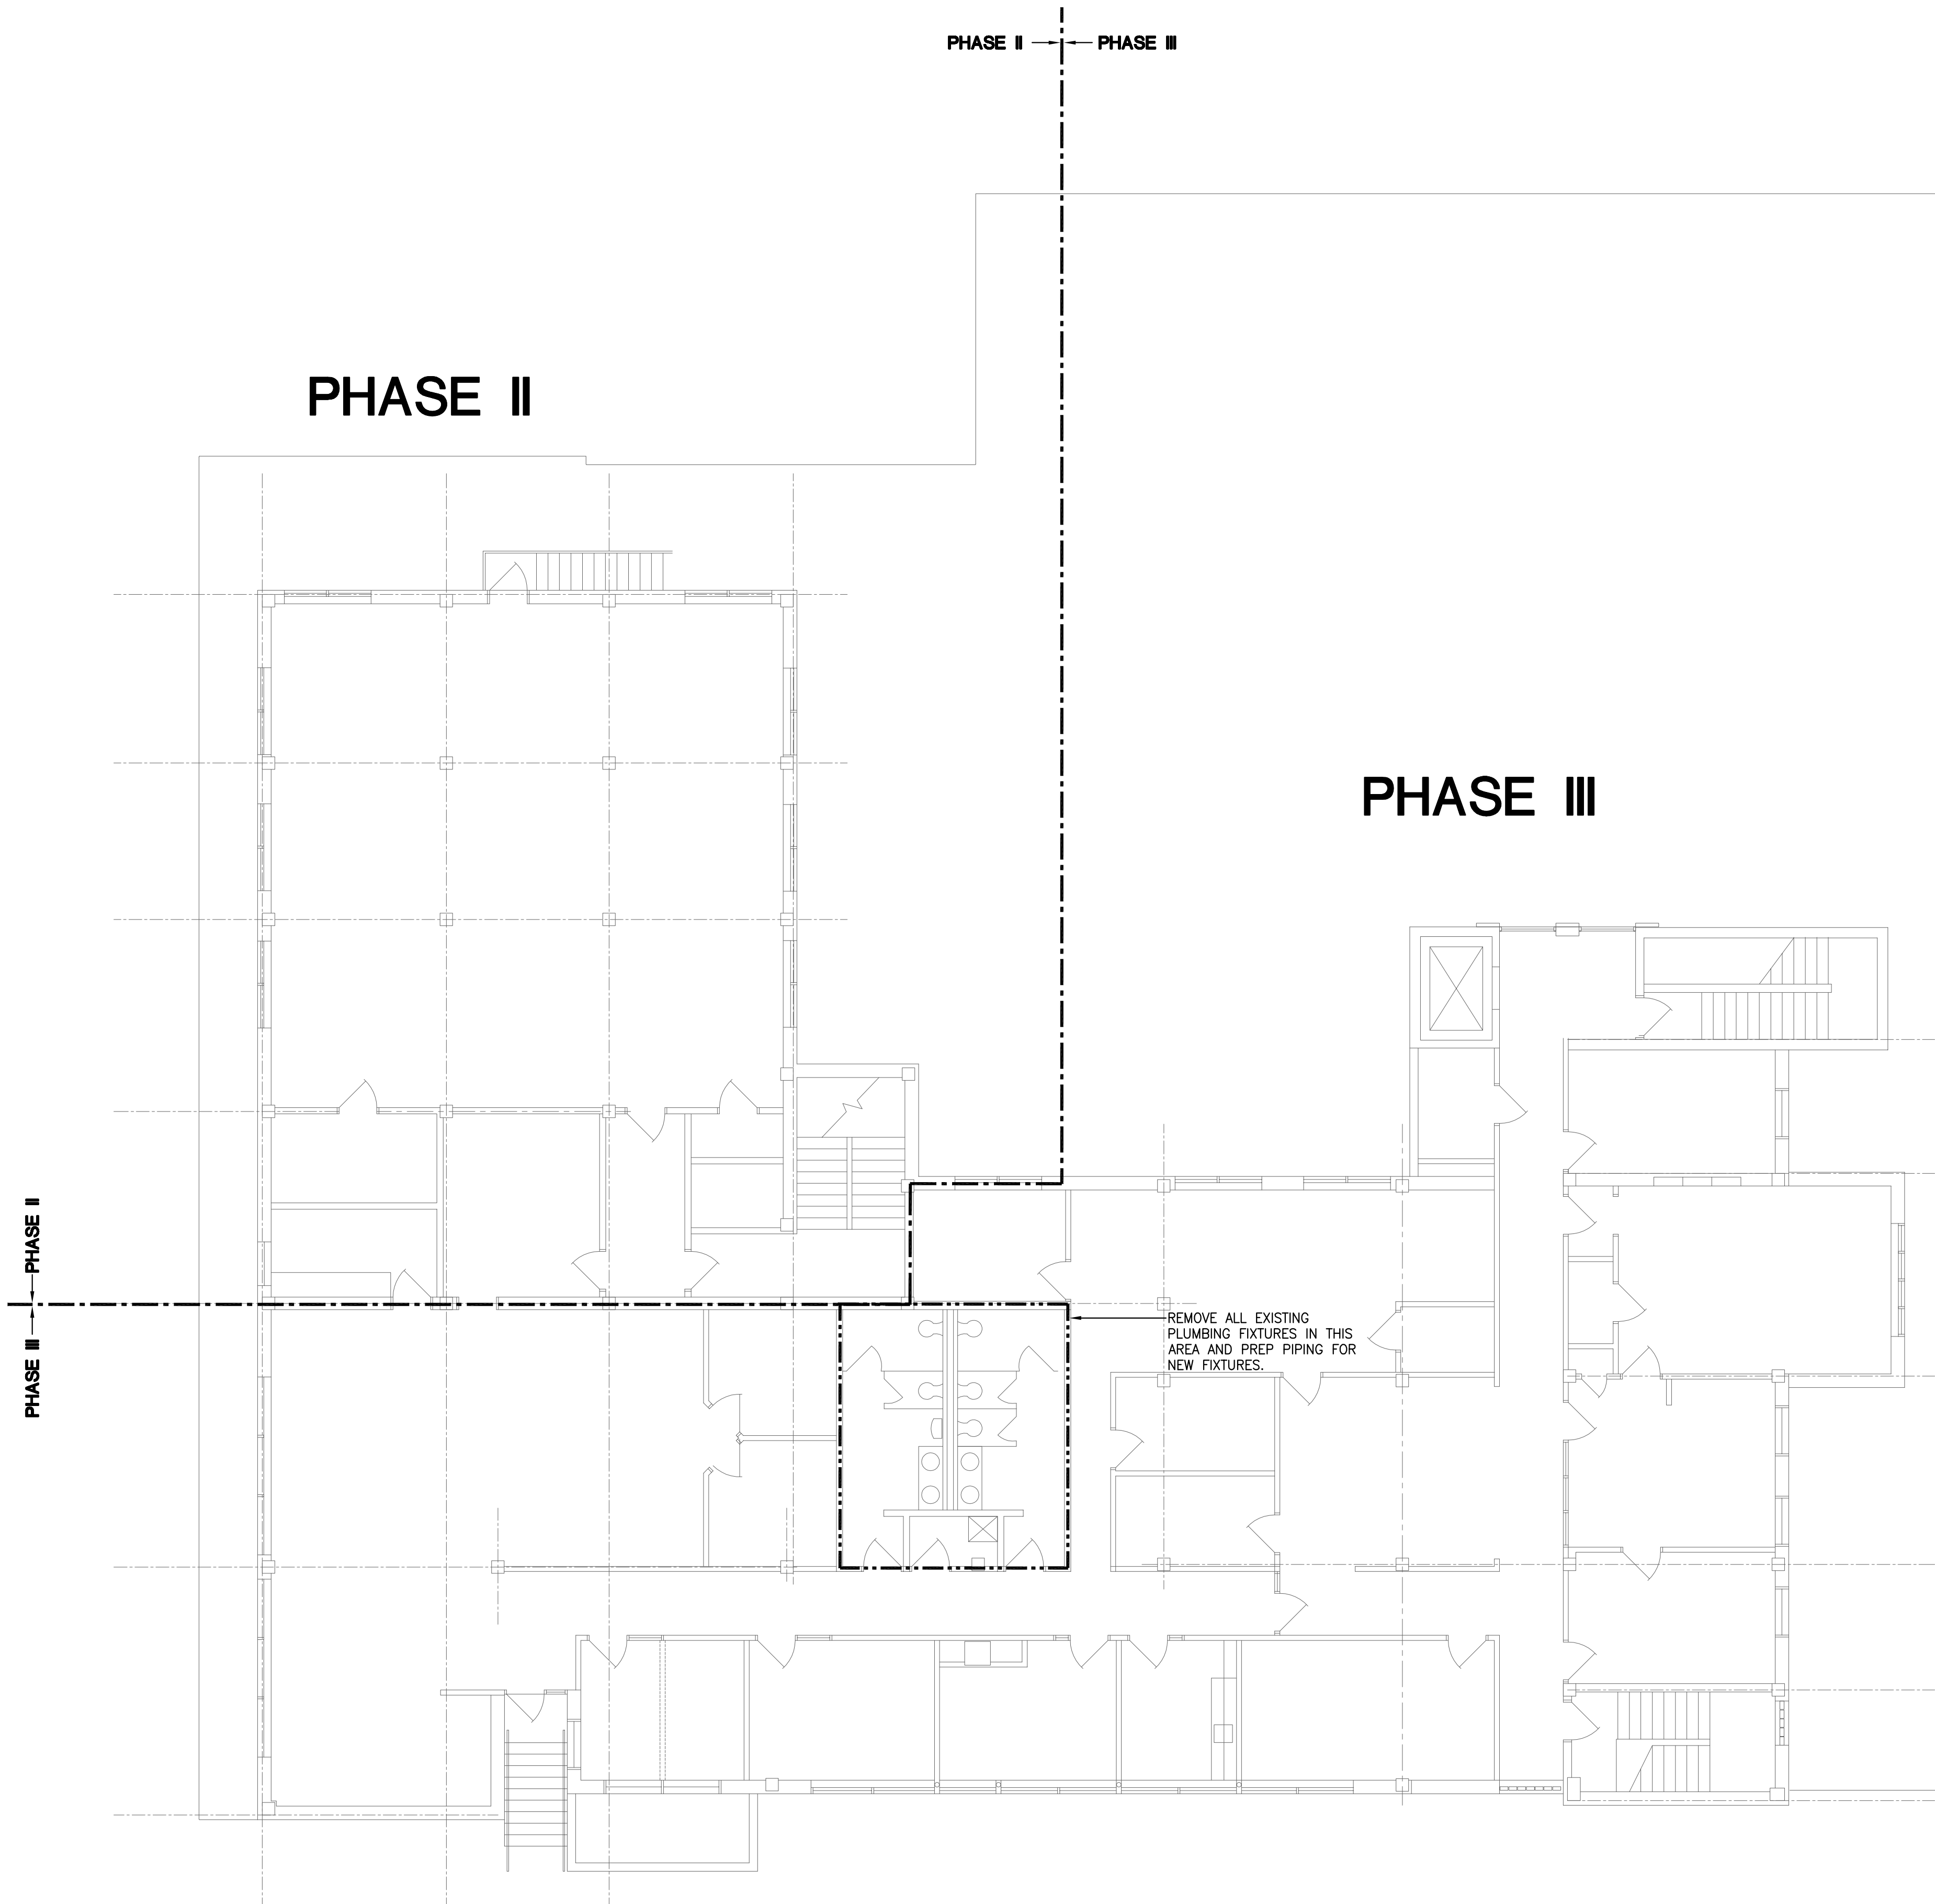 PHASE II
PHASE III
PHASE II
PHASE III
PHASE II
PHASE III
REMOVE ALL EXISTING
PLUMBING FIXTURES IN THIS
AREA AND PREP PIPING FOR
NEW FIXTURES.